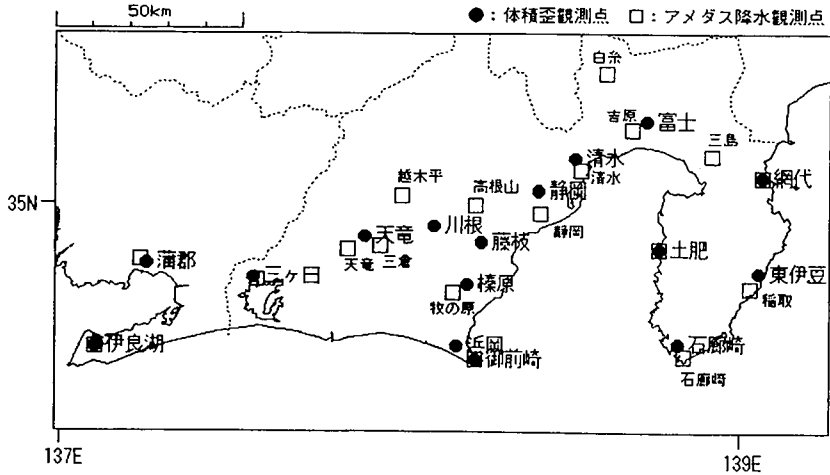 50km
●：体積歪観測点 □：アメダス降水観測点
白糸
吉原
富士
三島
清水
清水
網代
越木平
高根山
静岡
静岡
35N
天竜
川根
藤枝
土肥
蒲郡
天竜
三倉
三ヶ日
榛原
東伊豆
牧の原
稲取
伊良湖
浜岡
御前崎
石廊崎
石廊崎
137E
139E